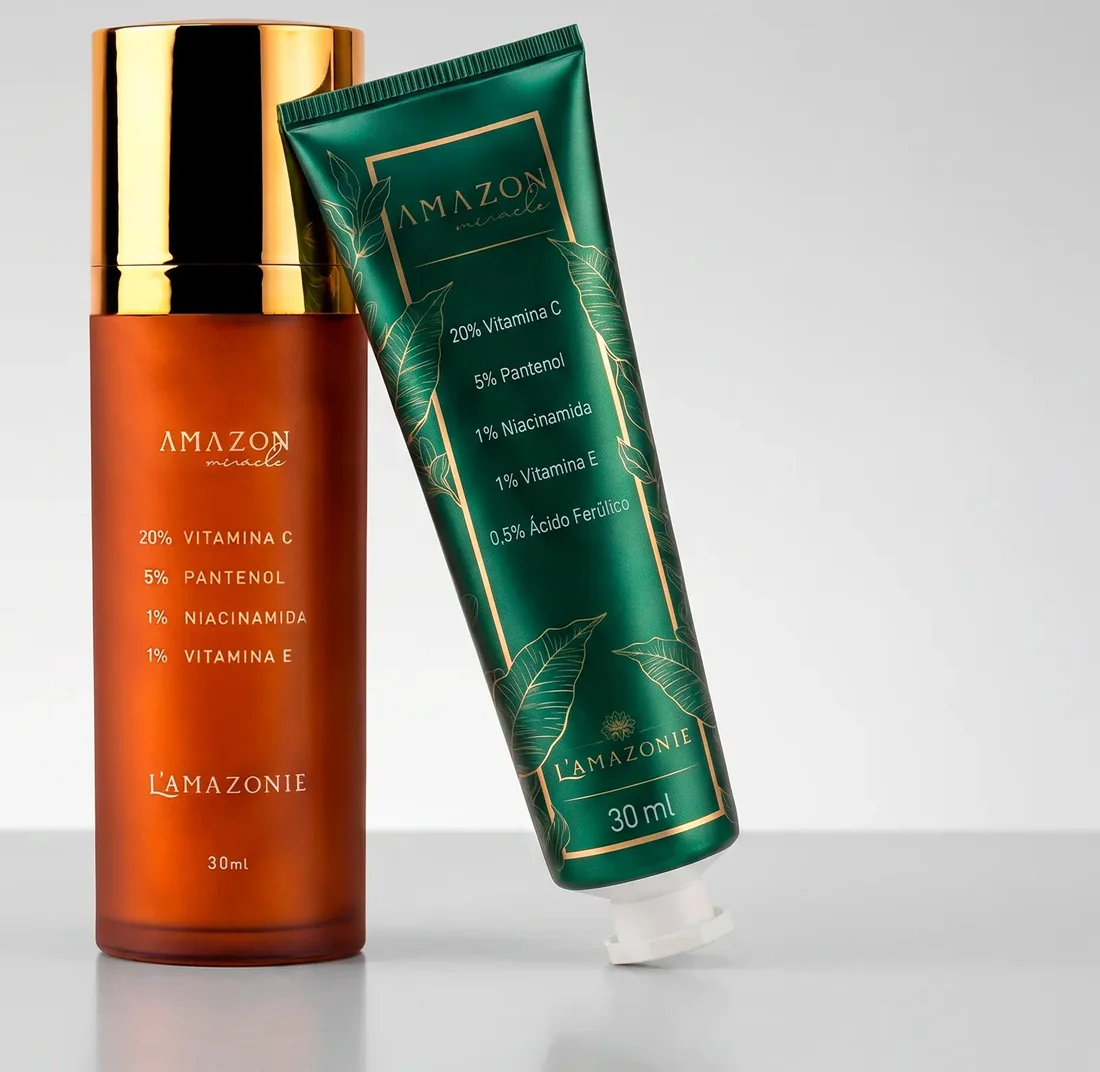 AMAZON
miracle
20% VITAMINA C
5% PANTENOL
1% NIACINAMIDA
1% VITAMINA E
L'AMAZONIE
30ml
AMAZON
miracle
20% Vitamina C
5% Pantenol
1% Niacinamida
1% Vitamina E
0,5% Ácido Ferűlico
L'AMAZONIE
30 ml